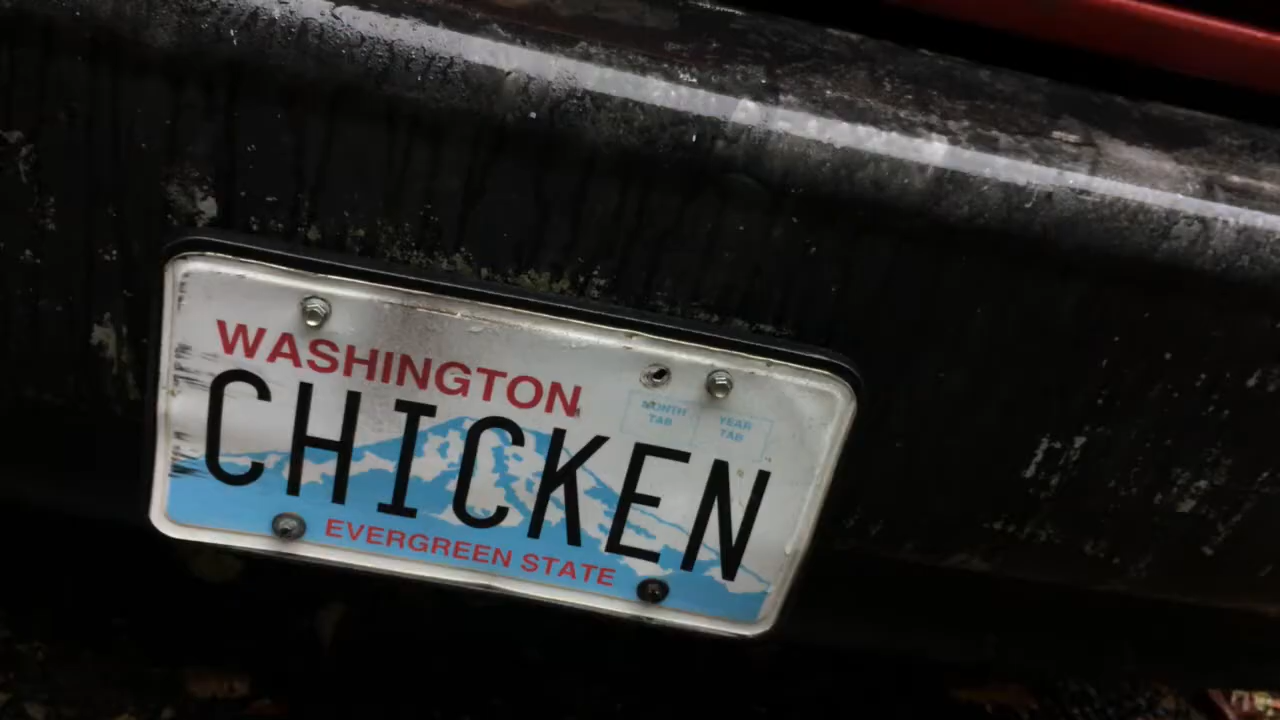 WASHINGTON
MONTH TAB
YEAR TAB
CHICKEN
EVERGREEN STATE